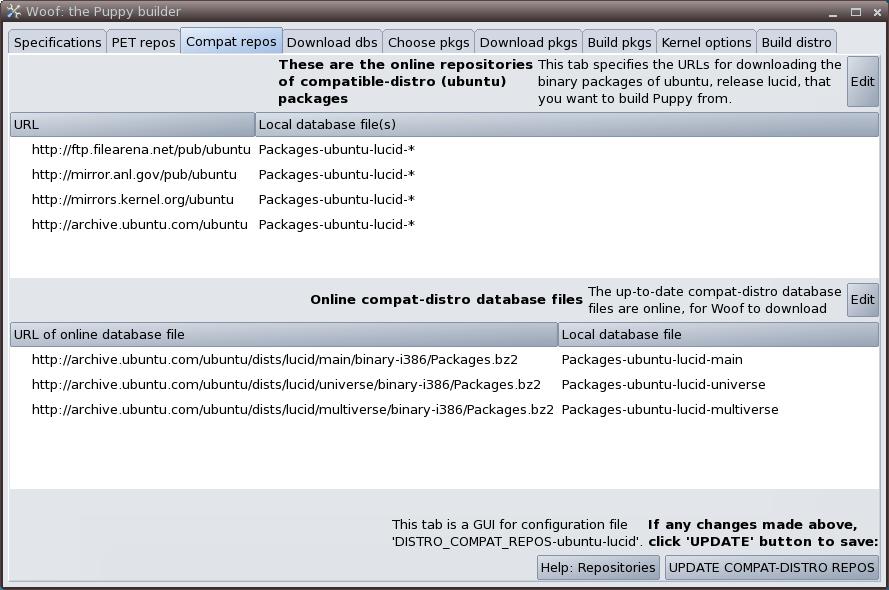 Woof: the Puppy builder
Specifications PET repos Compat repos Download dbs Choose pkgs Download pkgs Build pkgs Kernel options Build distro
These are the online repositories
of compatible-distro (ubuntu)
packages
This tab specifies the URLs for downloading the
binary packages of ubuntu, release lucid, that
you want to build Puppy from.
Edit
URL Local database file(s)
http://ftp.filearena.net/pub/ubuntu Packages-ubuntu-lucid-*
http://mirror.anl.gov/pub/ubuntu Packages-ubuntu-lucid-*
http://mirrors.kernel.org/ubuntu Packages-ubuntu-lucid-*
http://archive.ubuntu.com/ubuntu Packages-ubuntu-lucid-*
Online compat-distro database files
The up-to-date compat-distro database
files are online, for Woof to download
Edit
URL of online database file Local database file
http://archive.ubuntu.com/ubuntu/dists/lucid/main/binary-i386/Packages.bz2 Packages-ubuntu-lucid-main
http://archive.ubuntu.com/ubuntu/dists/lucid/universe/binary-i386/Packages.bz2 Packages-ubuntu-lucid-universe
http://archive.ubuntu.com/ubuntu/dists/lucid/multiverse/binary-i386/Packages.bz2 Packages-ubuntu-lucid-multiverse
This tab is a GUI for configuration file
'DISTRO_COMPAT_REPOS-ubuntu-lucid'.
If any changes made above,
click 'UPDATE' button to save:
Help: Repositories UPDATE COMPAT-DISTRO REPOS